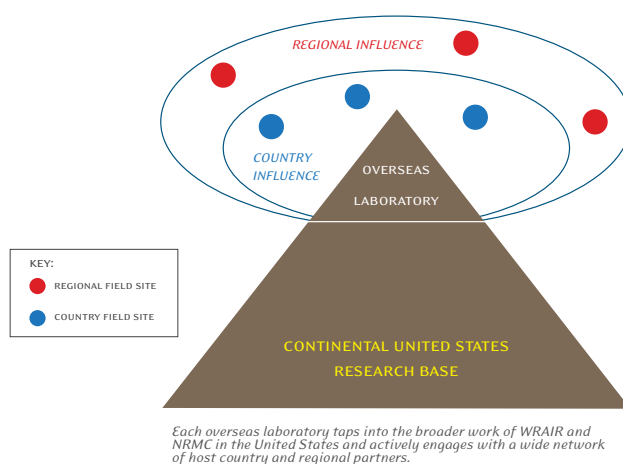 REGIONAL INFLUENCE
COUNTRY
INFLUENCE
OVERSEAS
LABORATORY
KEY:
REGIONAL FIELD SITE
COUNTRY FIELD SITE
CONTINENTAL UNITED STATES
RESEARCH BASE
Each overseas laboratory taps into the broader work of WRAIR and
NRMC in the United States and actively engages with a wide network
of host country and regional partners.